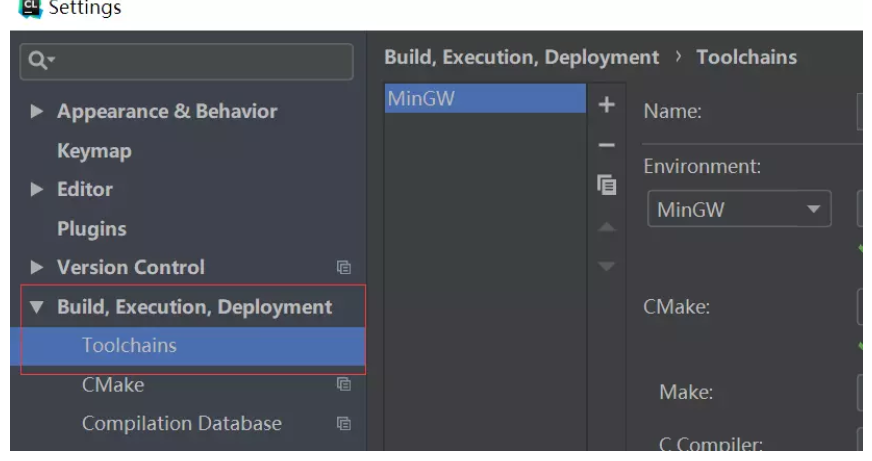 CL Settings
Build, Execution, Deployment › Toolchains
Appearance & Behavior
Keymap
Editor
Plugins
Version Control
Build, Execution, Deployment
Toolchains
CMake
Compilation Database
MinGW
Name:
Environment:
MinGW
CMake:
Make:
C Compiler: